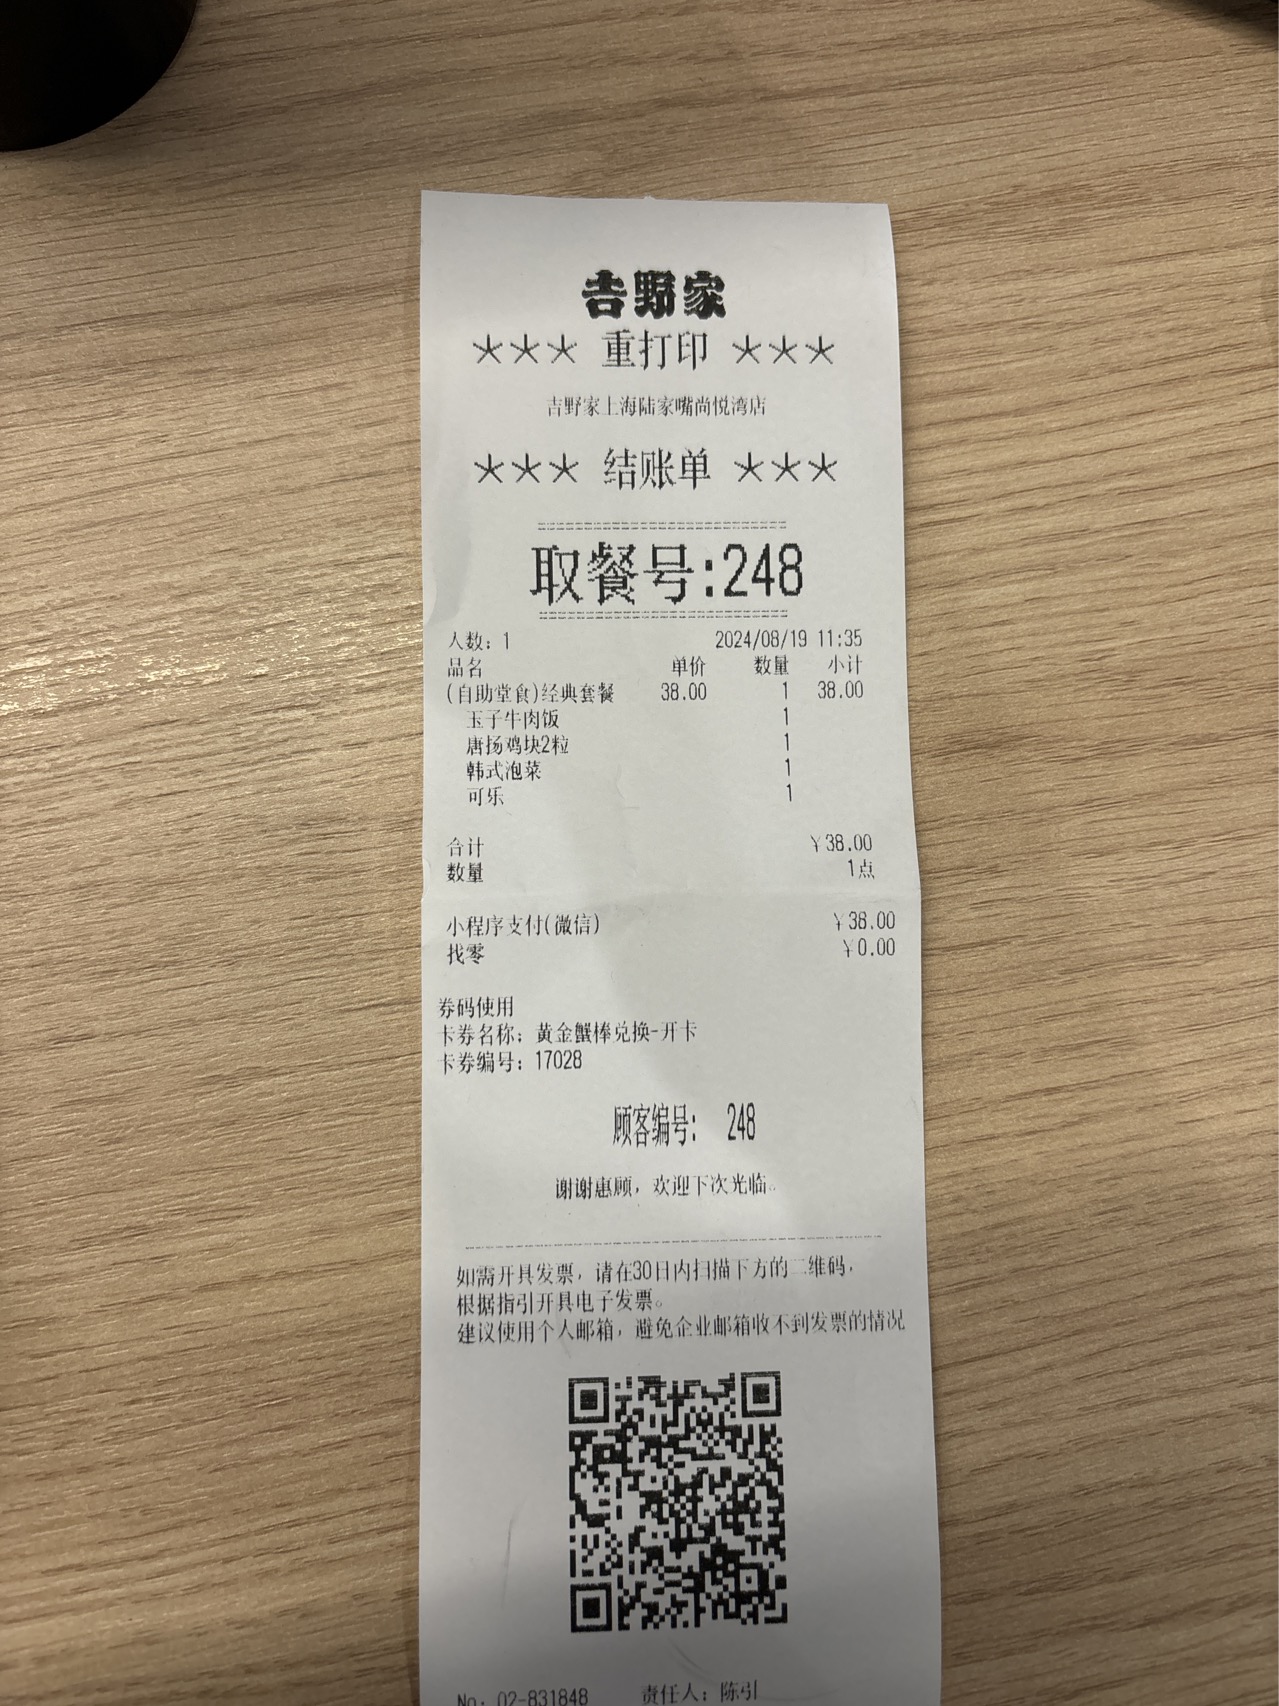 吉野家
*** 重打印 ***
吉野家上海陆家嘴尚悦湾店
*** 结账单 ***
取餐号:248
人数: 1 2024/08/19 11:35
品名 单价 数量 小计
(自助堂食)经典套餐 38.00 1 38.00
玉子牛肉饭 1
唐扬鸡块2粒 1
韩式泡菜 1
可乐 1
合计 ¥38.00
数量 1点
小程序支付(微信) ¥38.00
找零 ¥0.00
券码使用
卡券名称: 黄金蟹棒兑换-开卡
卡券编号: 17028
顾客编号: 248
谢谢惠顾，欢迎下次光临。
如需开具发票，请在30日内扫描下方的二维码，
根据指引开具电子发票。
建议使用个人邮箱，避免企业邮箱收不到发票的情况
No: 02-831848 责任人: 陈引